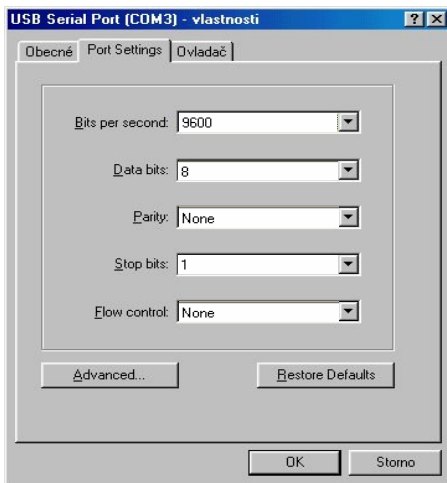 USB Serial Port (COM3) - vlastnosti
Obecné Port Settings Ovladač
Bits per second: 9600
Data bits: 8
Parity: None
Stop bits: 1
Flow control: None
Advanced... Restore Defaults
OK Storno